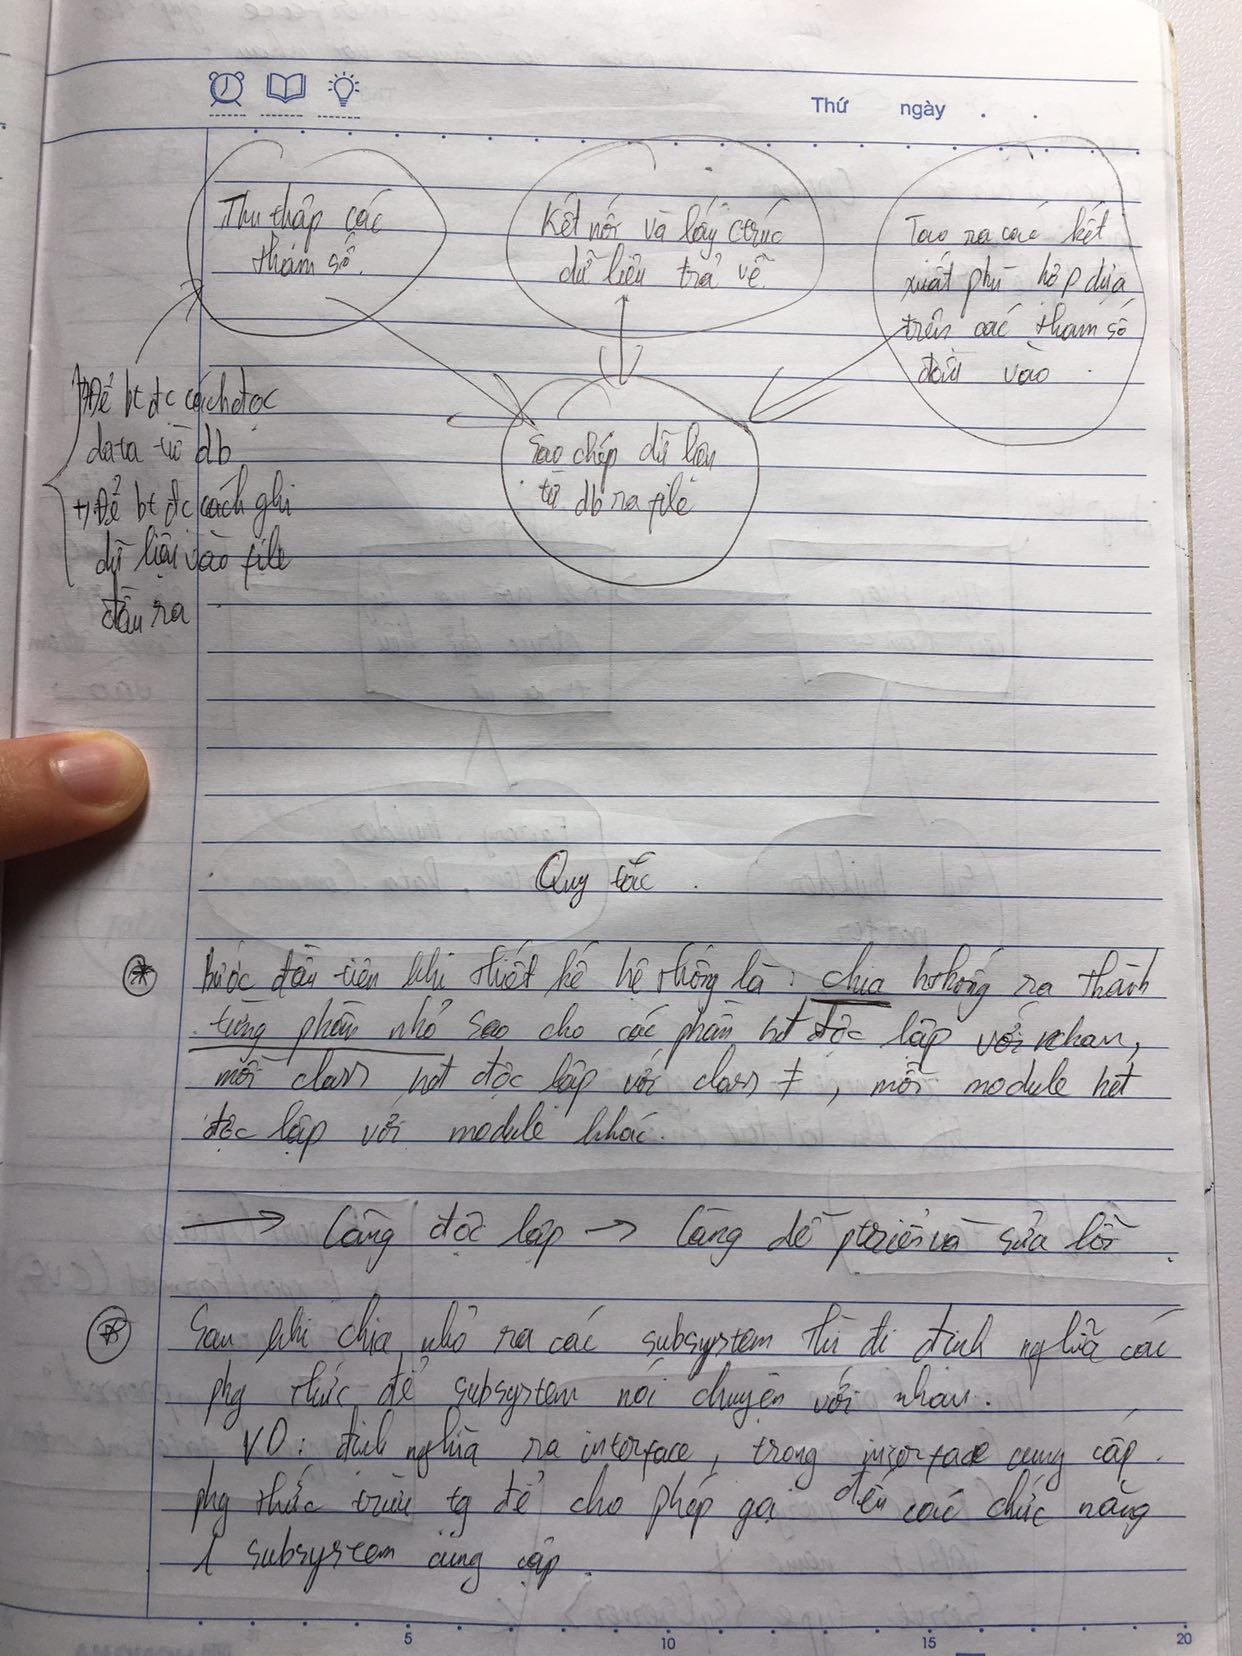 Thứ ngày
Thu thập các
tham số.
Kết nối và lấy ctrúc
dữ liệu trả về
Tạo ra các kết
xuất phù hợp dựa
trên các tham số
đầu vào
+) Để bt đc cách đọc
data từ db
+) Để bt đc cách ghi
dữ liệu vào file
đầu ra
Sao chép dữ liệu
từ db ra file
Quy tắc
Bước đầu tiên khi thiết kế hệ thống là: chia hthống ra thành
từng phần nhỏ sao cho các phần hđ độc lập với nhau,
mỗi class hđ độc lập với class ≠, mỗi module hđ
độc lập với module khác.
→ Càng độc lập → Càng dễ ptriển và sửa lỗi
Sau khi chia nhỏ ra các subsystem thì đi định nghĩa các
phg thức để subsystem nói chuyện với nhau.
VD: định nghĩa ra interface, trong interface cung cấp
phg thức trừu tg để cho phép gọi đến các chức năng
1 subsystem cung cấp.
5 10 15 20